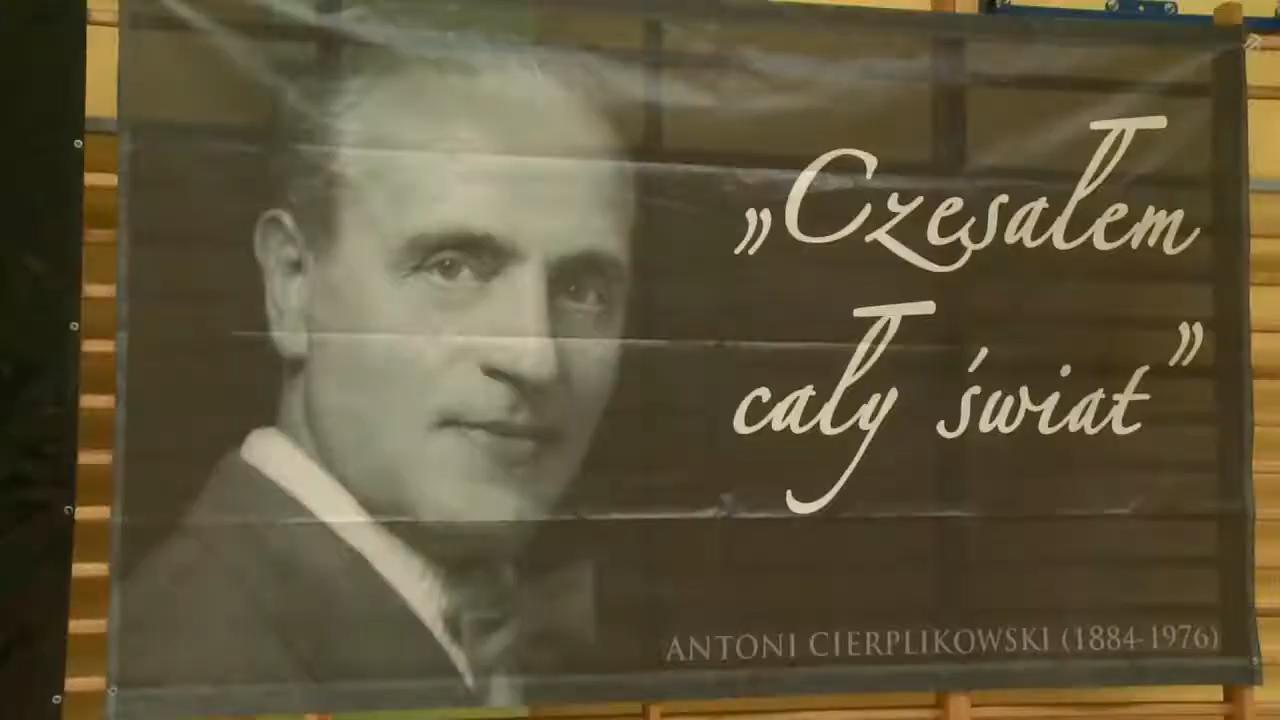 „Czesałem
cały świat”
ANTONI CIERPLIKOWSKI (1884-1976)